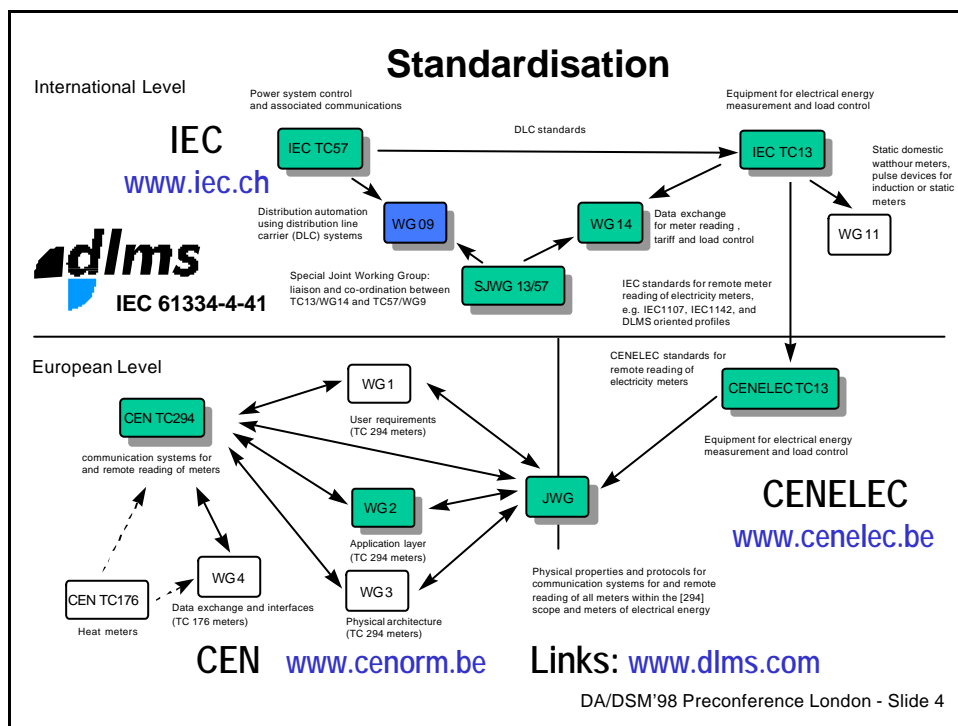 Standardisation
International Level
Power system control
and associated communications
Equipment for electrical energy
measurement and load control
IEC
www.iec.ch
IEC TC57
DLC standards
IEC TC13
Static domestic
watthour meters,
pulse devices for
induction or static
meters
Distribution automation
using distribution line
carrier (DLC) systems
WG 09
WG 14
Data exchange
for meter reading ,
tariff and load control
WG 11
dlms
IEC 61334-4-41
Special Joint Working Group:
liaison and co-ordination between
TC13/WG14 and TC57/WG9
SJWG 13/57
IEC standards for remote meter
reading of electricity meters,
e.g. IEC1107, IEC1142, and
DLMS oriented profiles
European Level
WG 1
User requirements
(TC 294 meters)
CENELEC standards for
remote reading of
electricity meters
CENELEC TC13
Equipment for electrical energy
measurement and load control
CEN TC294
communication systems for
and remote reading of meters
WG 2
Application layer
(TC 294 meters)
JWG
CENELEC
www.cenelec.be
CEN TC176
Heat meters
WG 4
Data exchange and interfaces
(TC 176 meters)
WG 3
Physical architecture
(TC 294 meters)
Physical properties and protocols for
communication systems for and remote
reading of all meters within the [294]
scope and meters of electrical energy
CEN www.cenorm.be
Links: www.dlms.com
DA/DSM'98 Preconference London - Slide 4